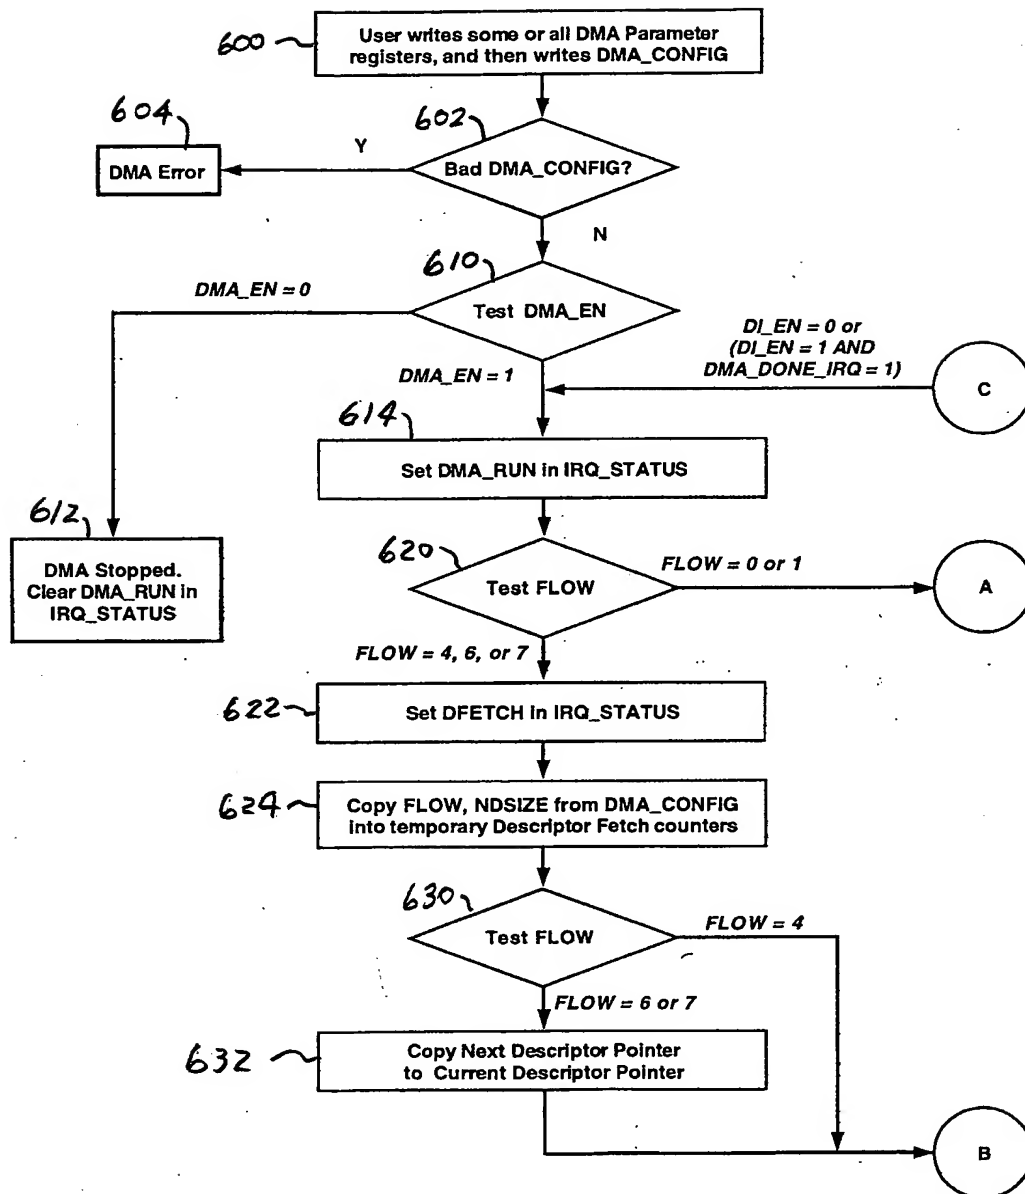 600
User writes some or all DMA Parameter
registers, and then writes DMA_CONFIG
604
602
Y
DMA Error
Bad DMA_CONFIG?
N
610
DMA_EN = 0
Test DMA_EN
DI_EN = 0 or
(DI_EN = 1 AND
DMA_DONE_IRQ = 1)
C
DMA_EN = 1
614
Set DMA_RUN in IRQ_STATUS
612
DMA Stopped.
Clear DMA_RUN in
IRQ_STATUS
620
Test FLOW
FLOW = 0 or 1
A
FLOW = 4, 6, or 7
622
Set DFETCH in IRQ_STATUS
624
Copy FLOW, NDSIZE from DMA_CONFIG
into temporary Descriptor Fetch counters
630
Test FLOW
FLOW = 4
FLOW = 6 or 7
632
Copy Next Descriptor Pointer
to Current Descriptor Pointer
B